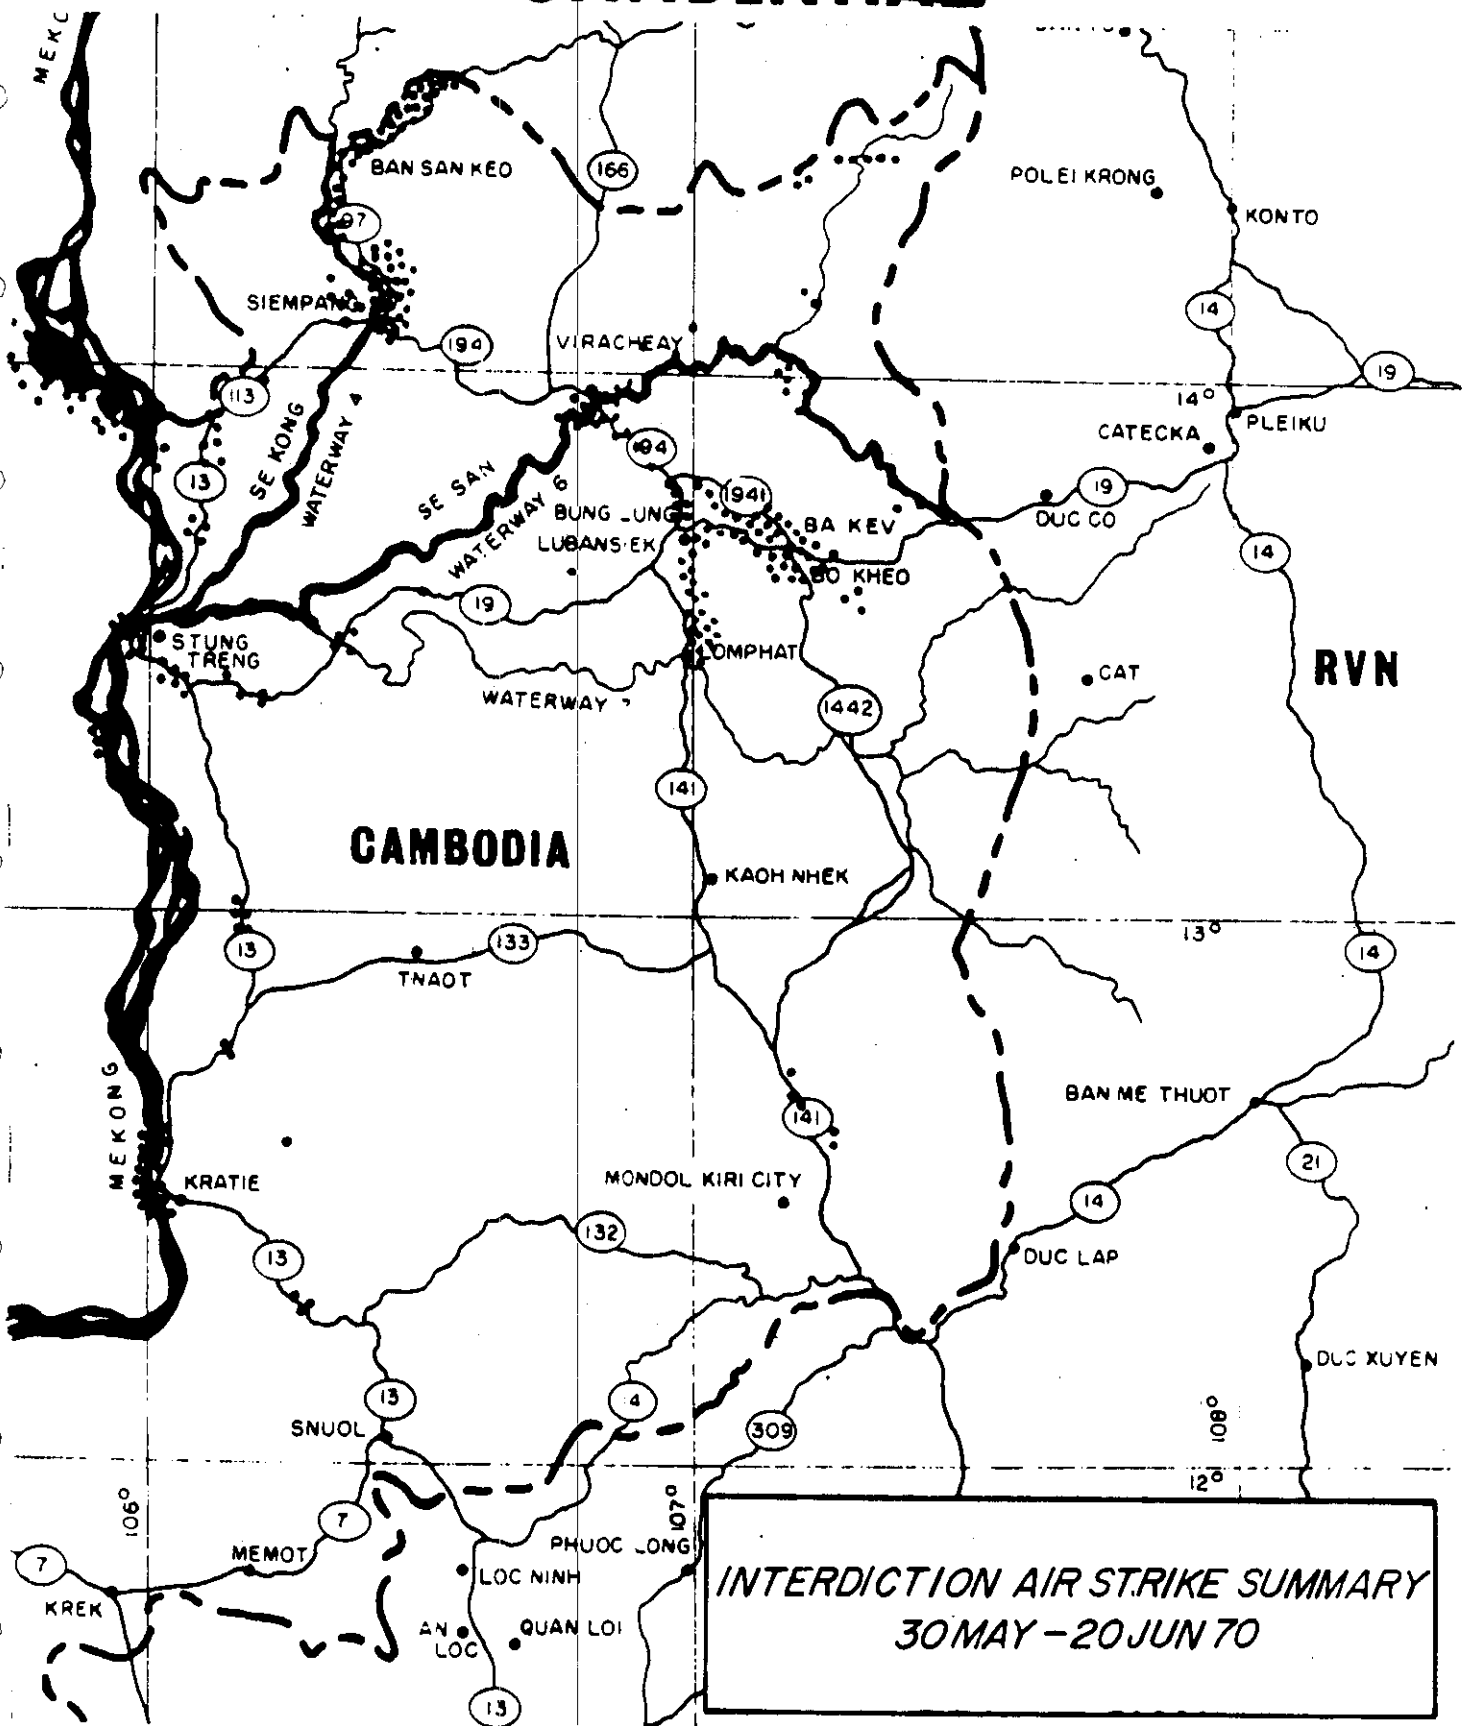 BAN SAN KEO
166
POLEI KRONG
KONTO
97
SIEMPANG
194
VIRACHEAY
14
19
113
14°
PLEIKU
CATECKA
SE KONG
WATERWAY 4
13
SE SAN
WATERWAY 6
94
1941
19
BUNG
UNG
BA KEV
DUC CO
LUBANS
EK
BO KHEO
14
19
STUNG
TRENG
OMPHAT
CAT
RVN
WATERWAY
1442
141
CAMBODIA
KAOH NHEK
13
133
13°
14
TNAOT
MEKONG
BAN ME THUOT
141
21
KRATIE
MONDOL KIRI CITY
14
13
132
DUC LAP
DUC XUYEN
13
4
SNUOL
309
108°
12°
106°
107°
7
PHUOC
ONG
7
MEMOT
LOC NINH
KREK
AN
LOC
QUAN LOI
13
INTERDICTION AIR STRIKE SUMMARY
30 MAY - 20 JUN 70